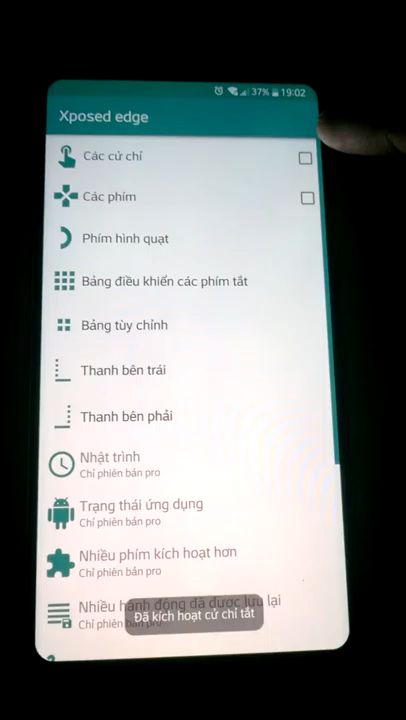 37% 19:02
Xposed edge
Các cử chỉ
Các phím
Phím hình quạt
Bảng điều khiển các phím tắt
Bảng tùy chỉnh
Thanh bên trái
Thanh bên phải
Nhật trình
Chỉ phiên bản pro
Trạng thái ứng dụng
Chỉ phiên bản pro
Nhiều phím kích hoạt hơn
Chỉ phiên bản pro
Nhiều hành động đã được lưu lại
Chỉ phiên bản pro
Đã kích hoạt cử chỉ tắt